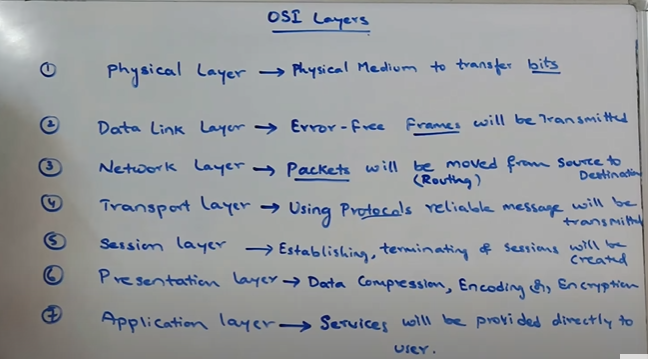 OSI Layers
① Physical Layer → Physical Medium to transfer bits
② Data Link Layer → Error-Free Frames will be Transmitted
③ Network Layer → Packets will be moved from source to
(Routing) Destination
④ Transport Layer → Using Protocals reliable message will be
transmitted
⑤ Session layer → Establishing, terminating & sessions will be
created
⑥ Presentation layer → Data Compression, Encoding &, Encryption
⑦ Application layer → Services will be provided directly to
user.